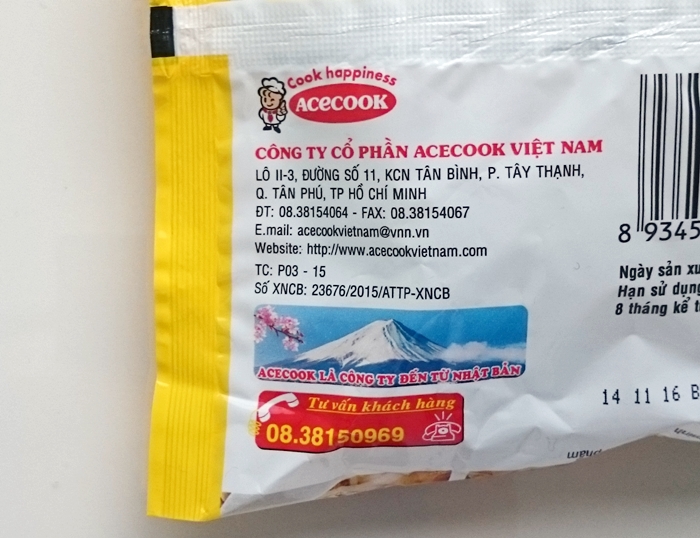 Cook happiness
ACECOOK
CÔNG TY CỔ PHẦN ACECOOK VIỆT NAM
LÔ II-3, ĐƯỜNG SỐ 11, KCN TÂN BÌNH, P. TÂY THẠNH,
Q. TÂN PHÚ, TP HỒ CHÍ MINH
ĐT: 08.38154064 - FAX: 08.38154067
E.mail: acecookvietnam@vnn.vn
Website: http://www.acecookvietnam.com
TC: P03 - 15
Số XNCB: 23676/2015/ATTP-XNCB
ACECOOK LÀ CÔNG TY ĐẾN TỪ NHẬT BẢN
Tư vấn khách hàng
08.38150969
8 9345
Ngày sản
Hạn sử dụng
8 tháng kể
14 11 16 B